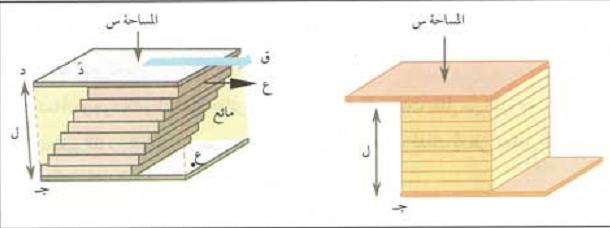 المساحة س
المساحة س
ق
دَ
د
ع
مائع
ل
ل
ع.
جـ
جـ